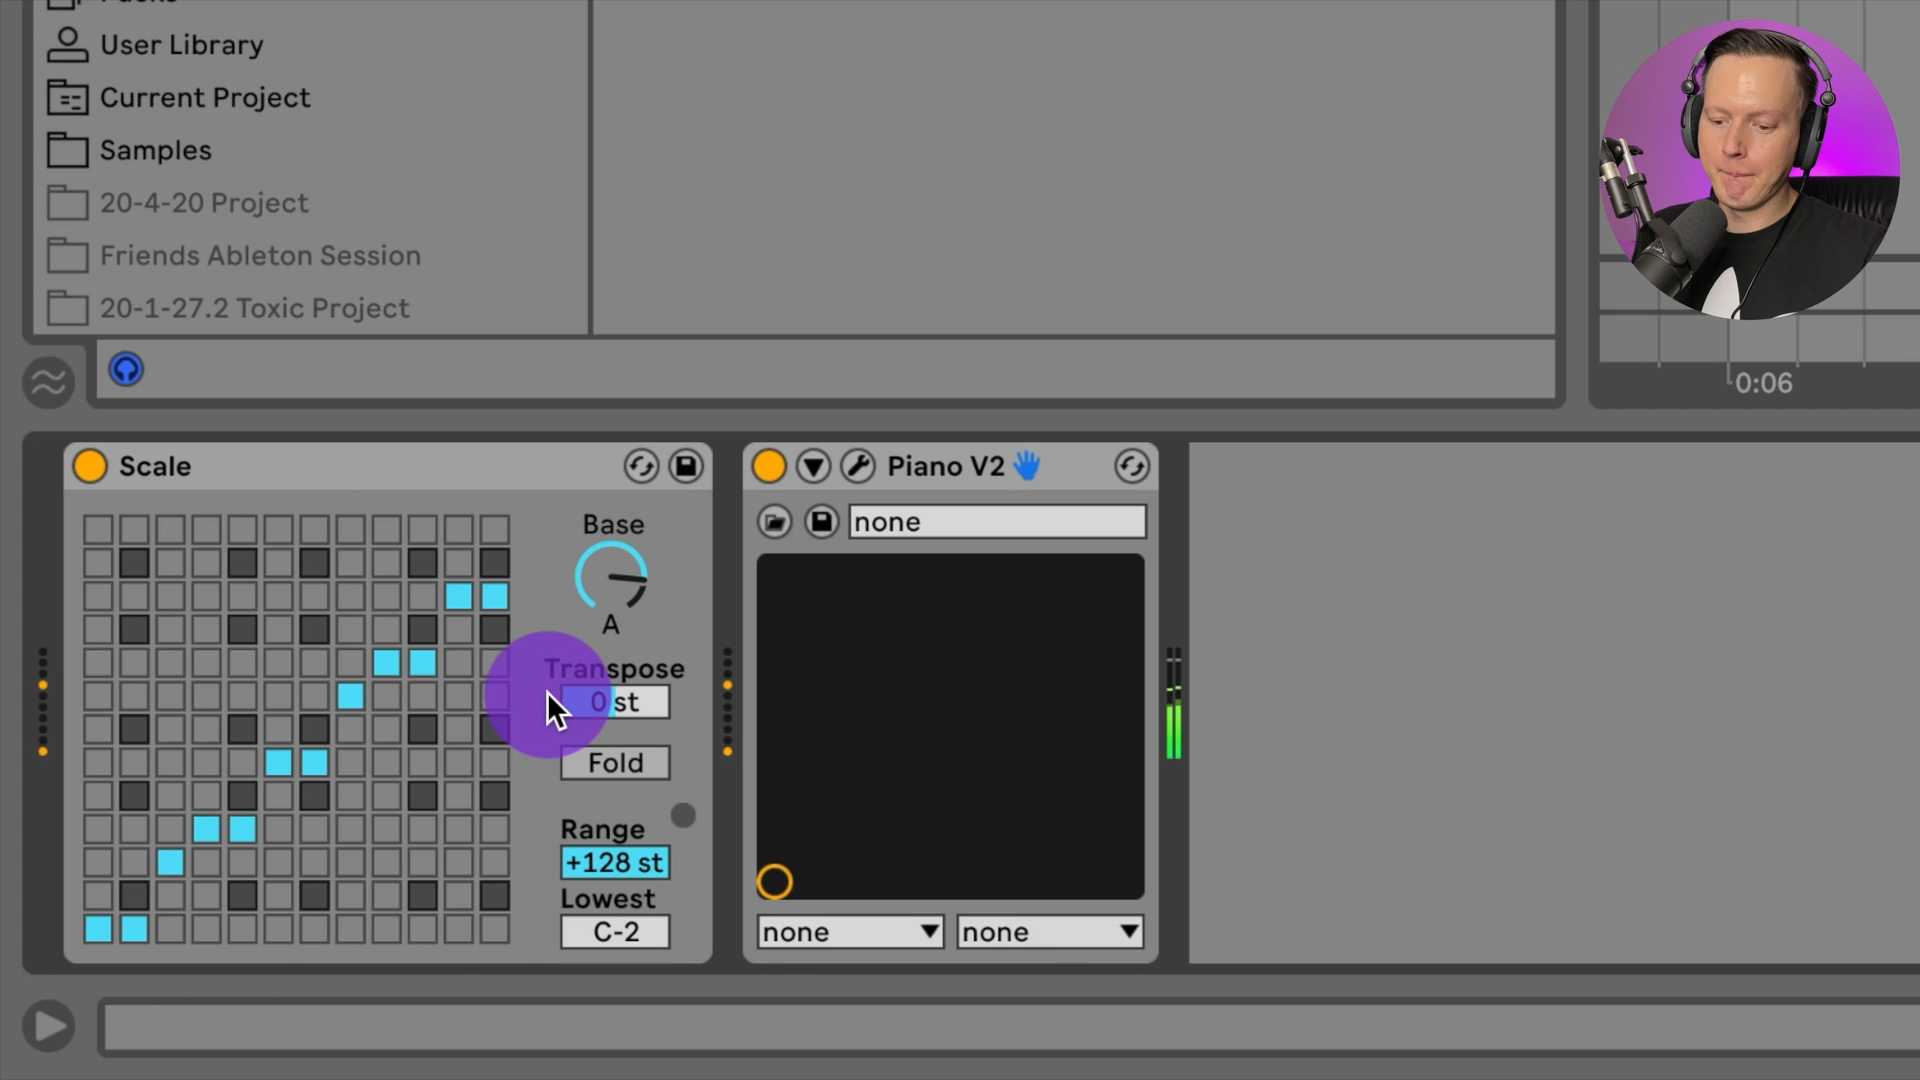 User Library
Current Project
Samples
20-4-20 Project
Friends Ableton Session
20-1-27.2 Toxic Project
0:06
Scale
Base
A
Transpose
0 st
Fold
Range
+128 st
Lowest
C-2
Piano V2
none
none
none